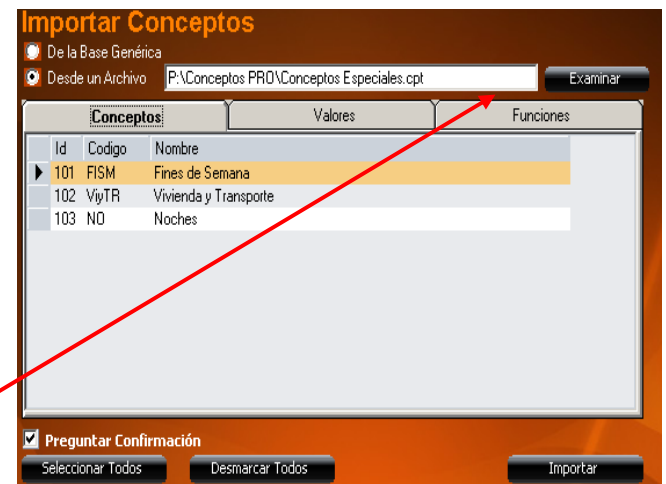 Importar Conceptos
De la Base Genérica
Desde un Archivo P:\Conceptos PRO\Conceptos Especiales.cpt Examinar
Conceptos Valores Funciones
Id Codigo Nombre
101 FISM Fines de Semana
102 ViyTR Vivienda y Transporte
103 NO Noches
Preguntar Confirmación
Seleccionar Todos Desmarcar Todos Importar